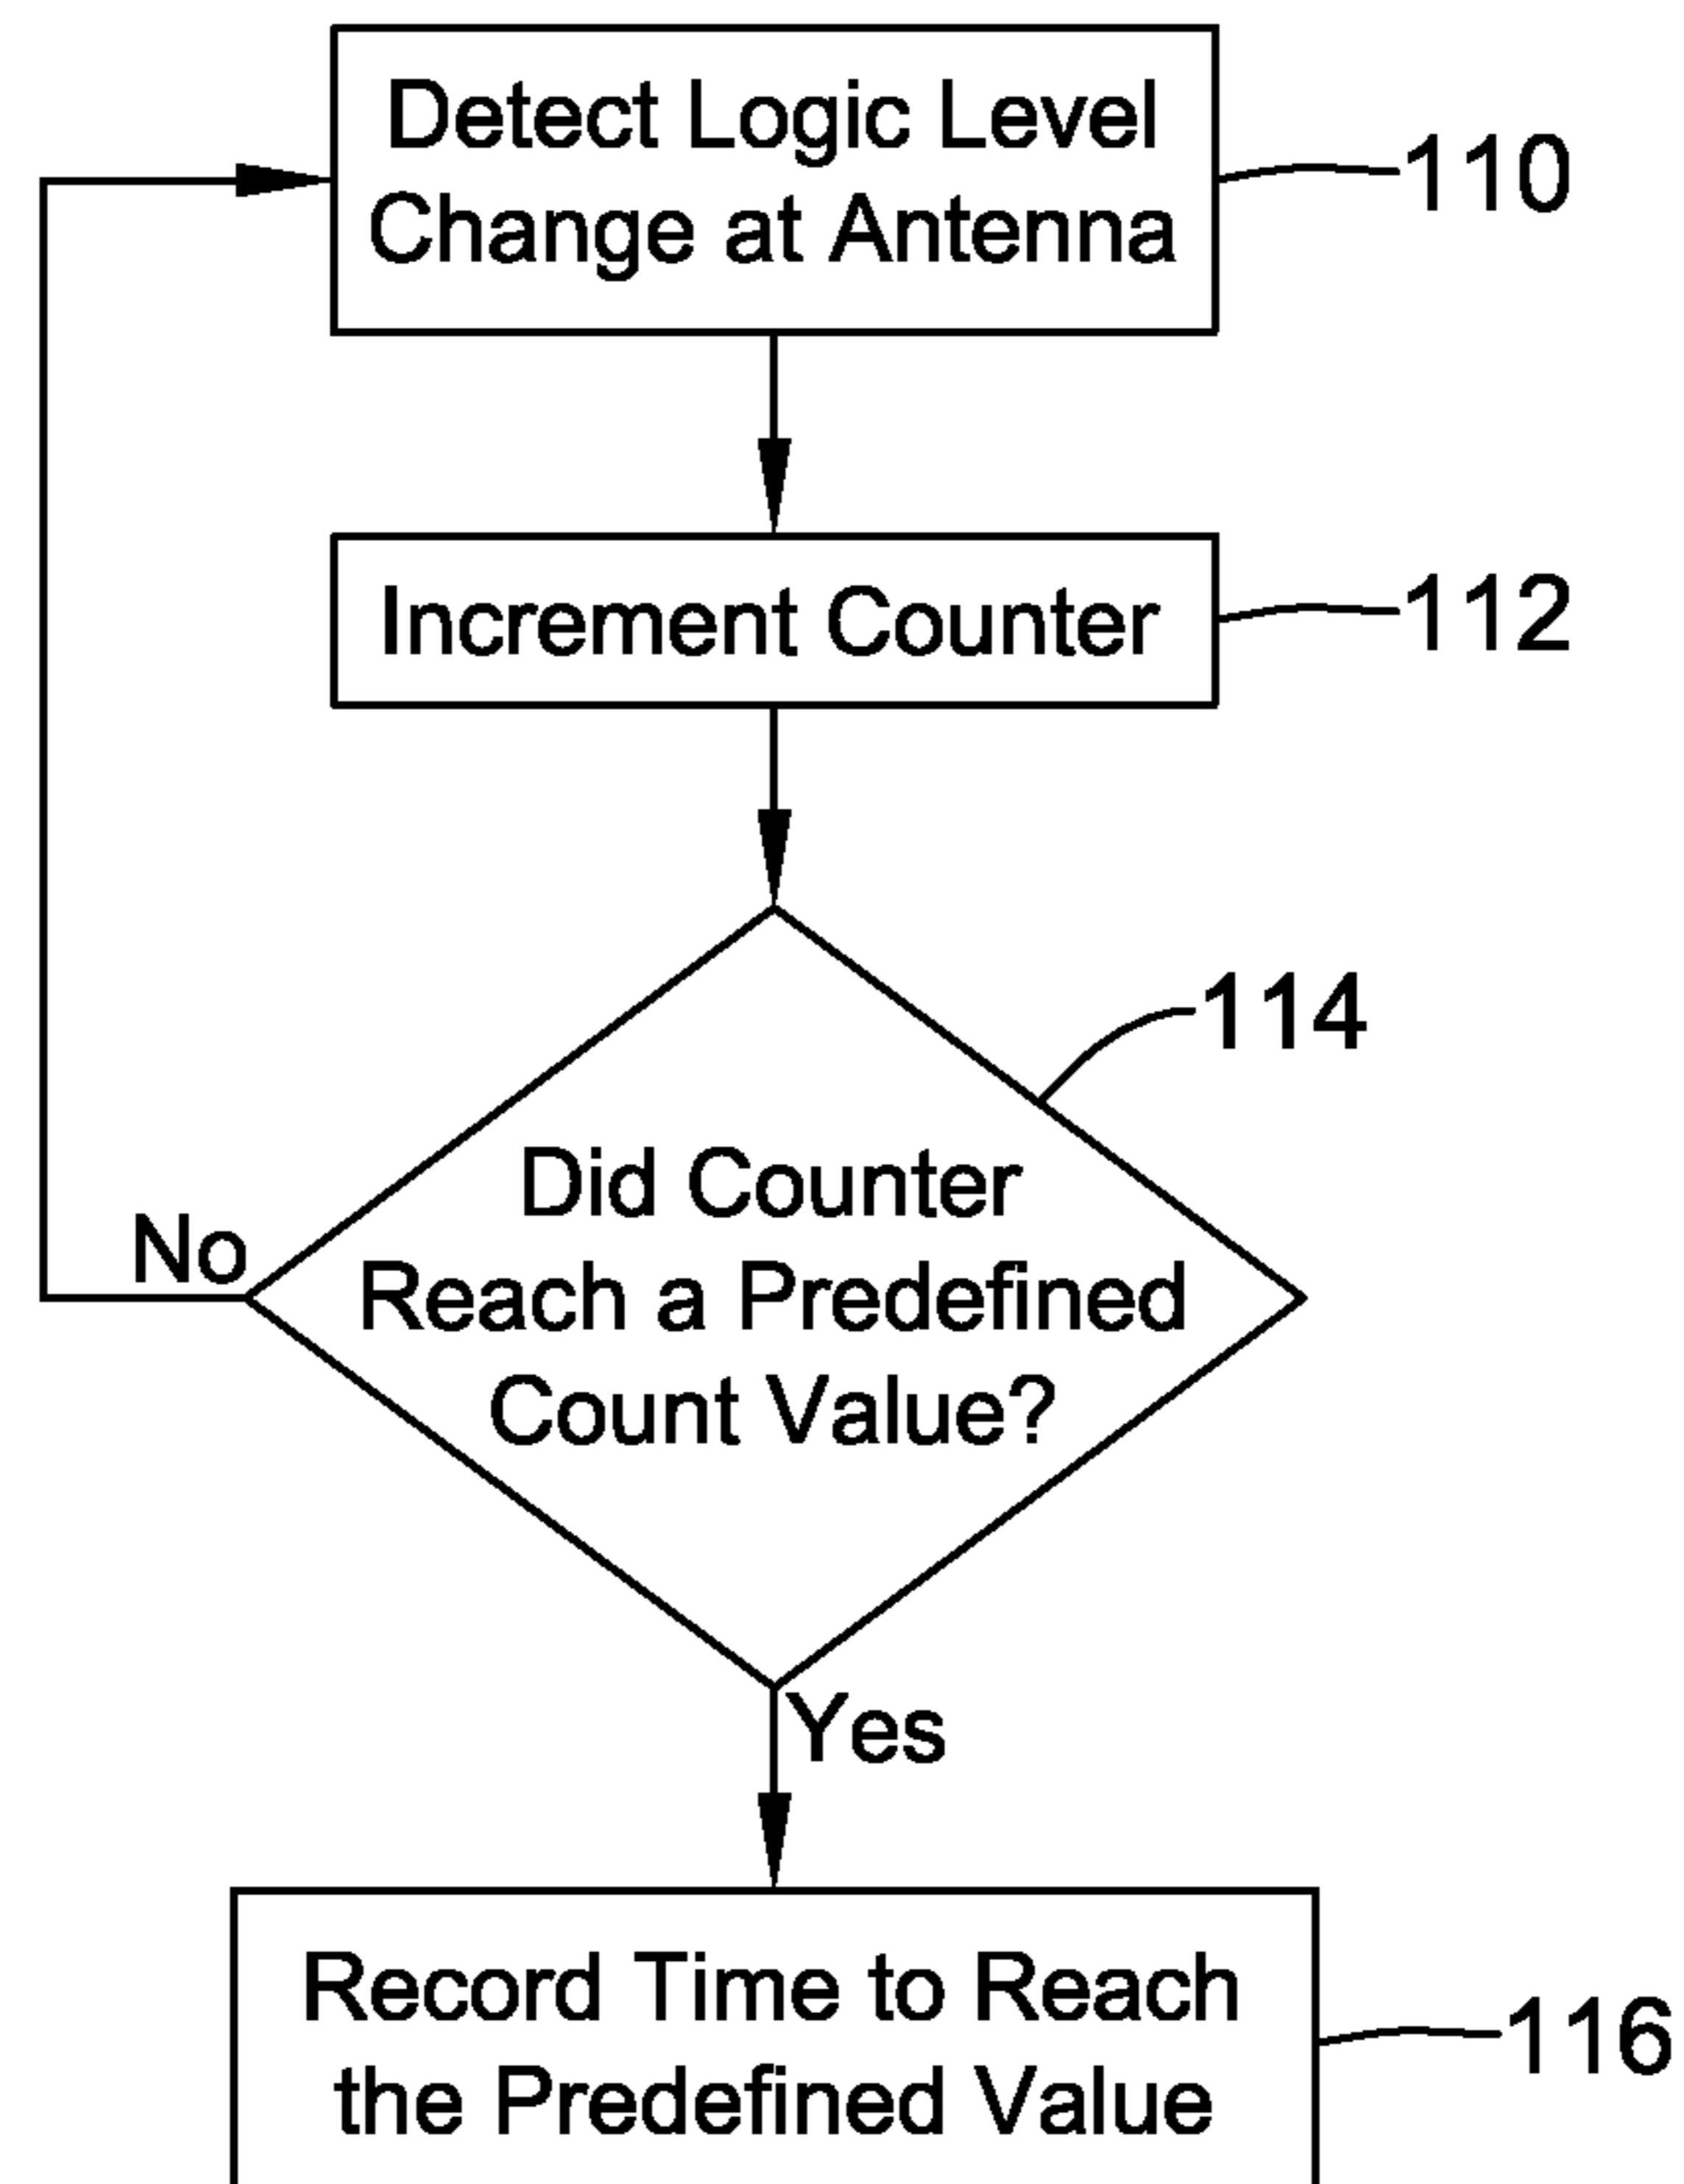 Detect Logic Level
Change at Antenna
110
Increment Counter
112
114
Did Counter
Reach a Predefined
Count Value?
No
Yes
Record Time to Reach
the Predefined Value
116